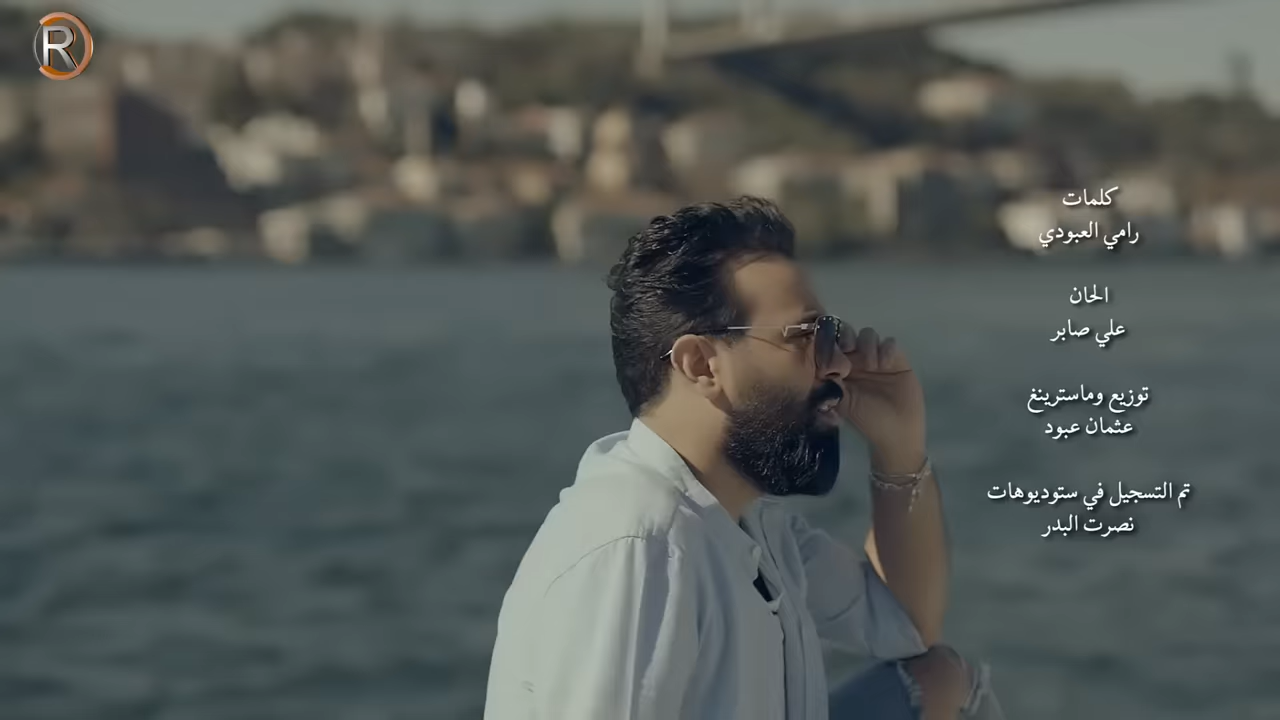 R
كلمات
رامي العبودي
الحان
علي صابر
توزيع وماسترينغ
عثمان عبود
تم التسجيل في ستوديوهات
نصرت البدر